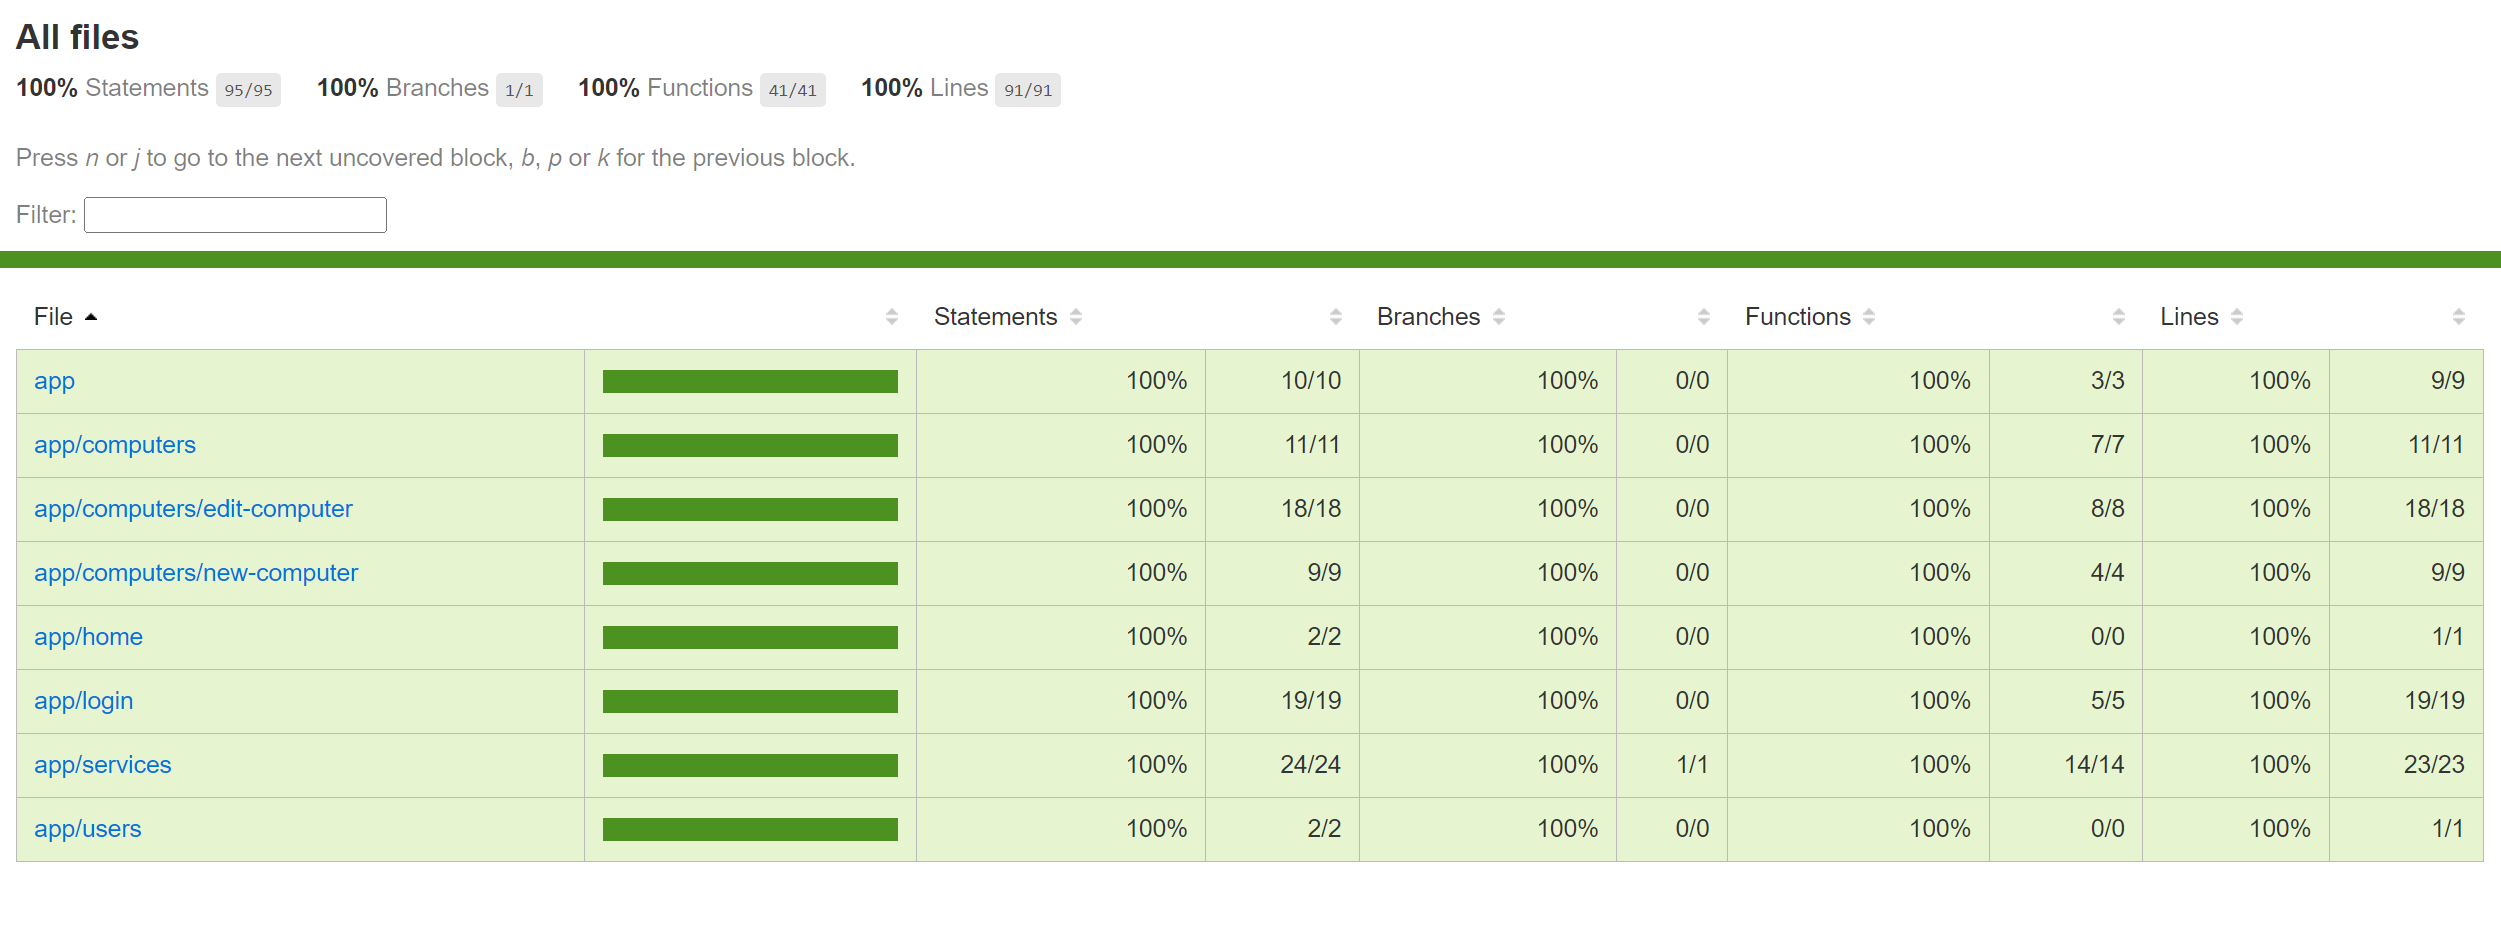 All files
100% Statements 95/95 100% Branches 1/1 100% Functions 41/41 100% Lines 91/91
Press n or j to go to the next uncovered block, b, p or k for the previous block.
Filter:
File Statements Branches Functions Lines
app 100% 10/10 100% 0/0 100% 3/3 100% 9/9
app/computers 100% 11/11 100% 0/0 100% 7/7 100% 11/11
app/computers/edit-computer 100% 18/18 100% 0/0 100% 8/8 100% 18/18
app/computers/new-computer 100% 9/9 100% 0/0 100% 4/4 100% 9/9
app/home 100% 2/2 100% 0/0 100% 0/0 100% 1/1
app/login 100% 19/19 100% 0/0 100% 5/5 100% 19/19
app/services 100% 24/24 100% 1/1 100% 14/14 100% 23/23
app/users 100% 2/2 100% 0/0 100% 0/0 100% 1/1